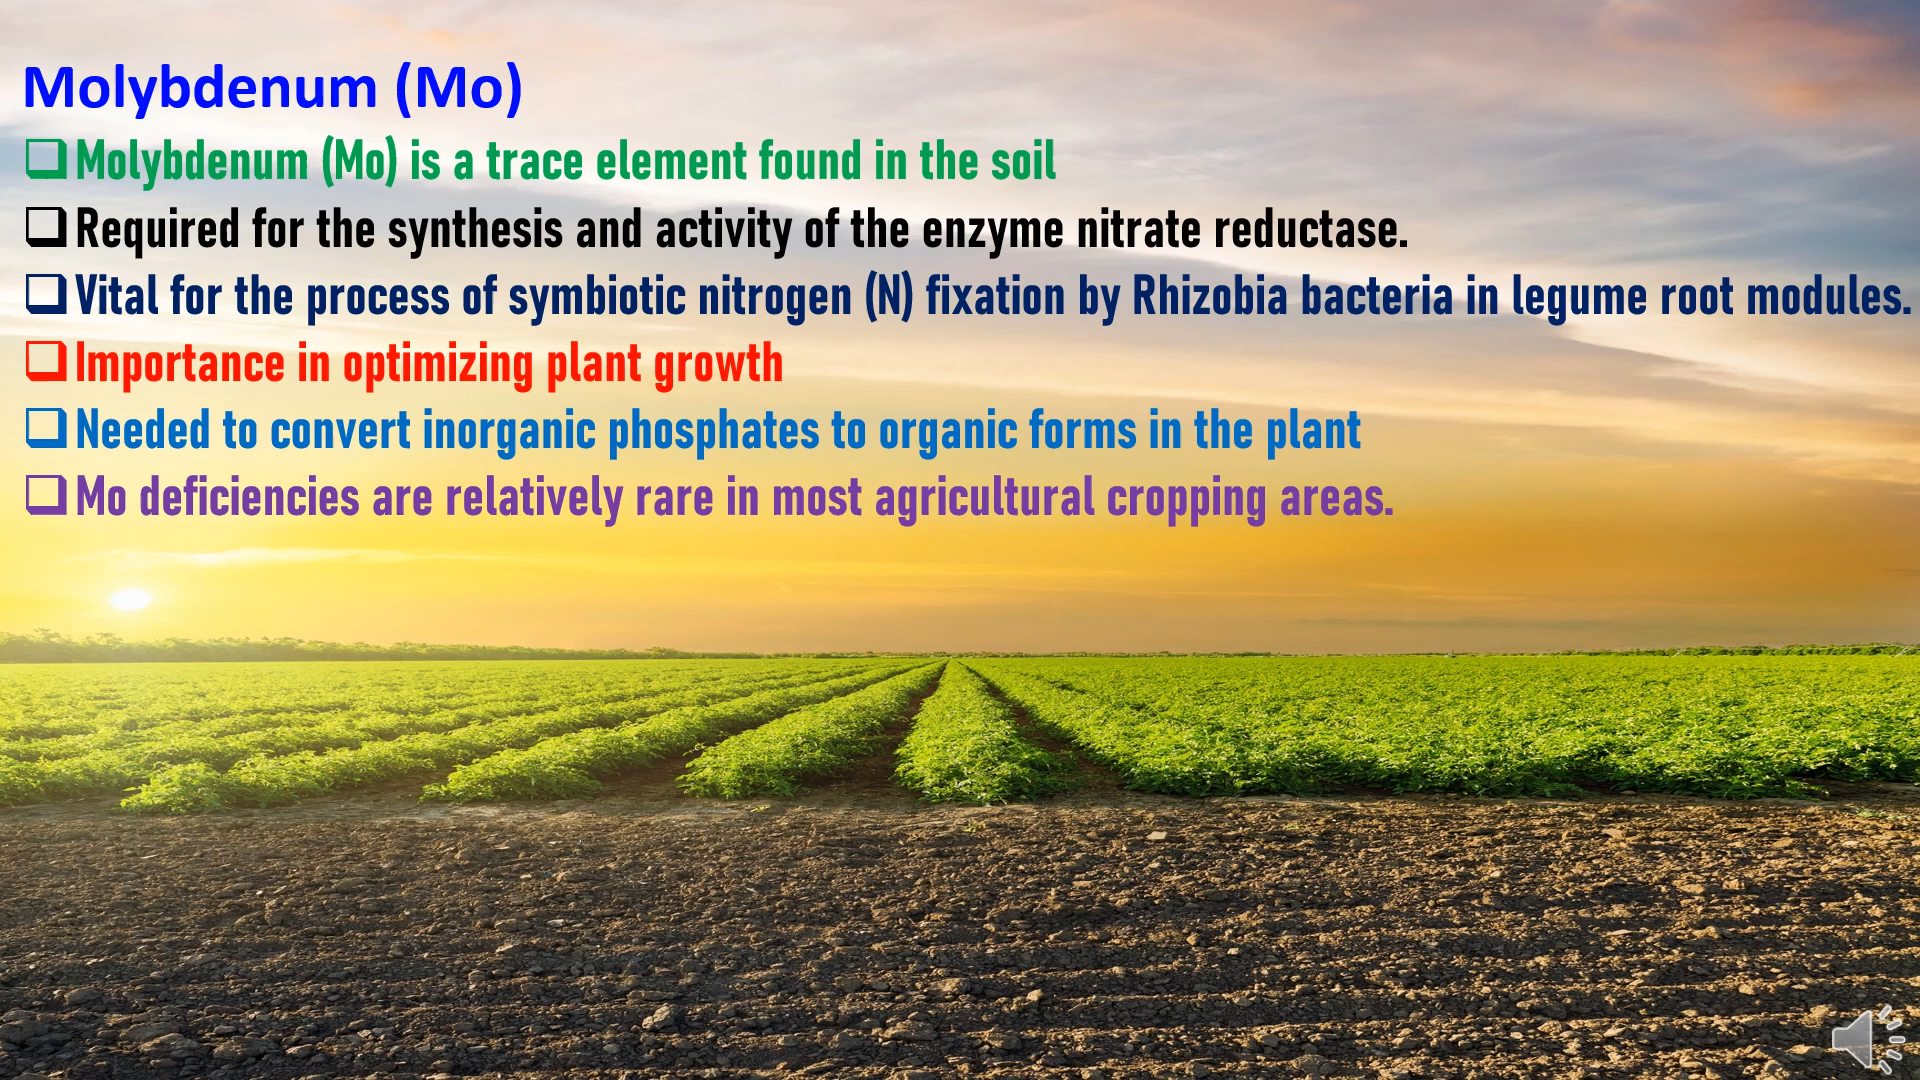 Molybdenum (Mo)
Molybdenum (Mo) is a trace element found in the soil
Required for the synthesis and activity of the enzyme nitrate reductase.
Vital for the process of symbiotic nitrogen (N) fixation by Rhizobia bacteria in legume root modules.
Importance in optimizing plant growth
Needed to convert inorganic phosphates to organic forms in the plant
Mo deficiencies are relatively rare in most agricultural cropping areas.